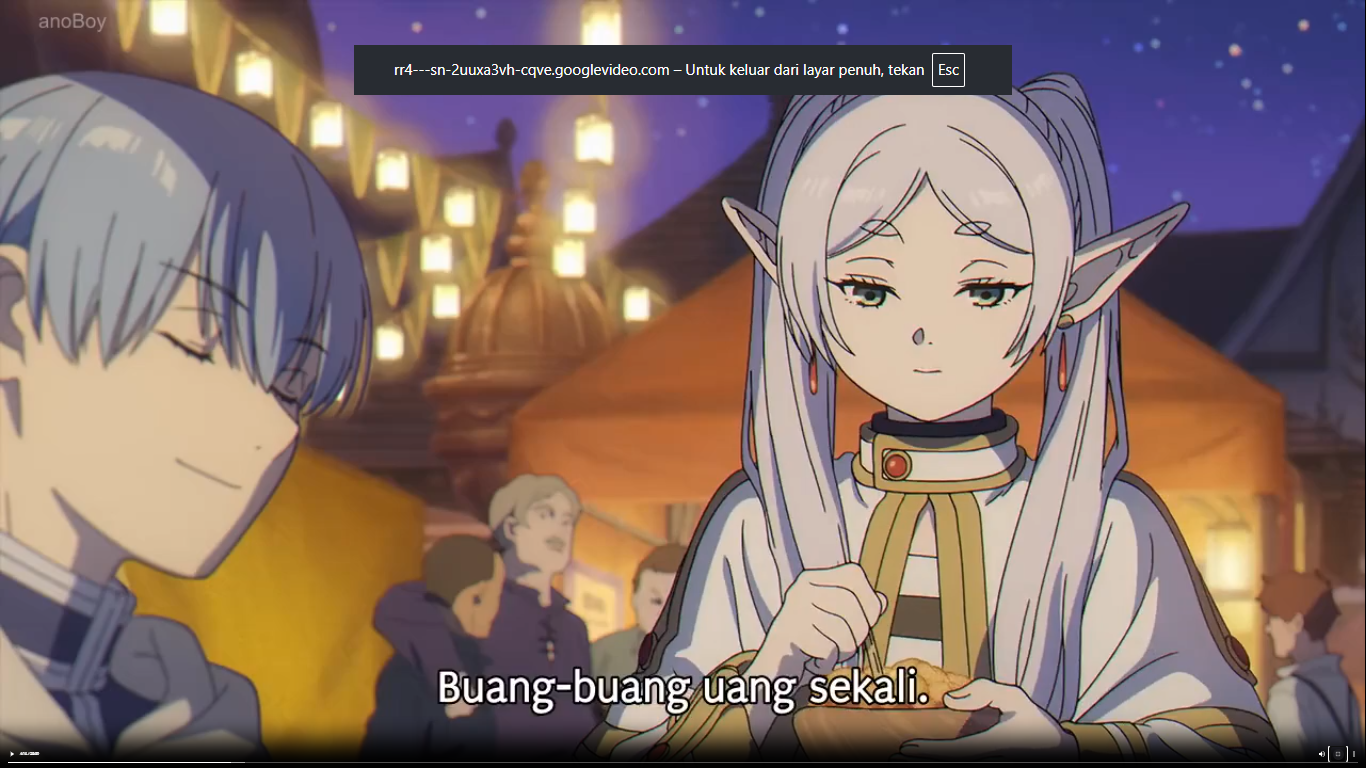 anoBoy
rr4---sn-2uuxa3vh-cqve.googlevideo.com – Untuk keluar dari layar penuh, tekan Esc
Buang-buang uang sekali.